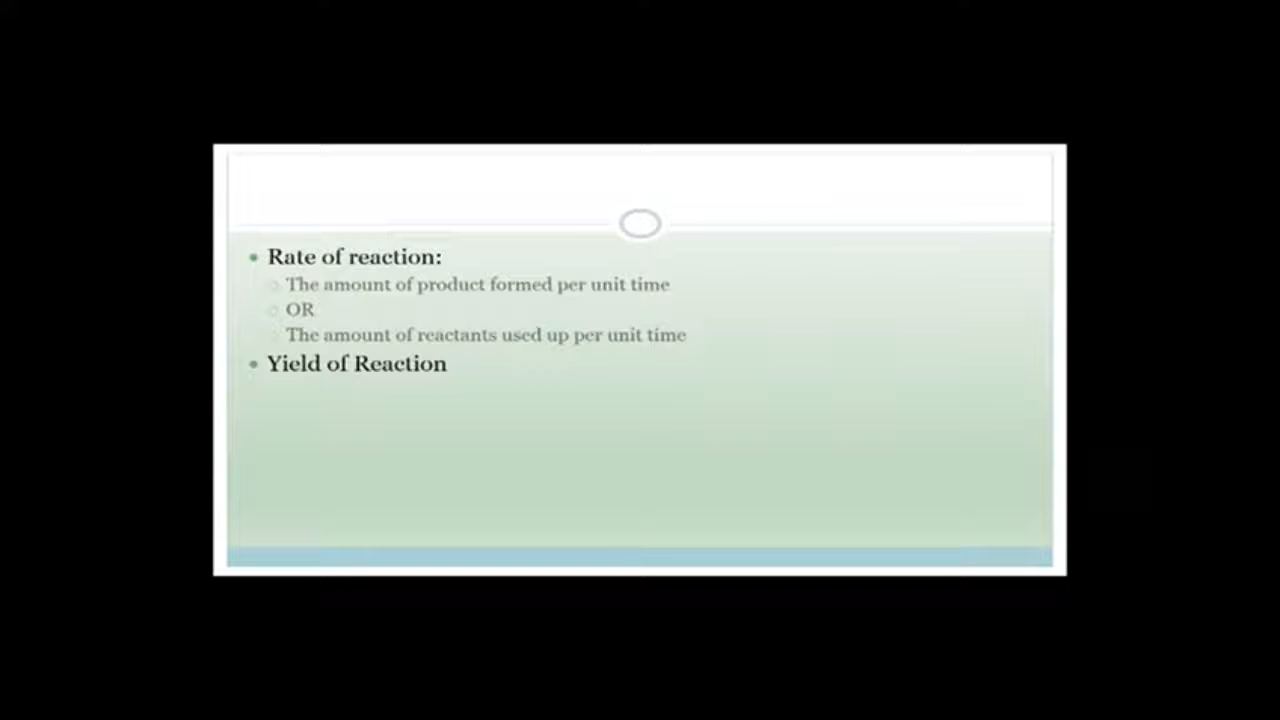 Rate of reaction:
The amount of product formed per unit time
OR
The amount of reactants used up per unit time
Yield of Reaction